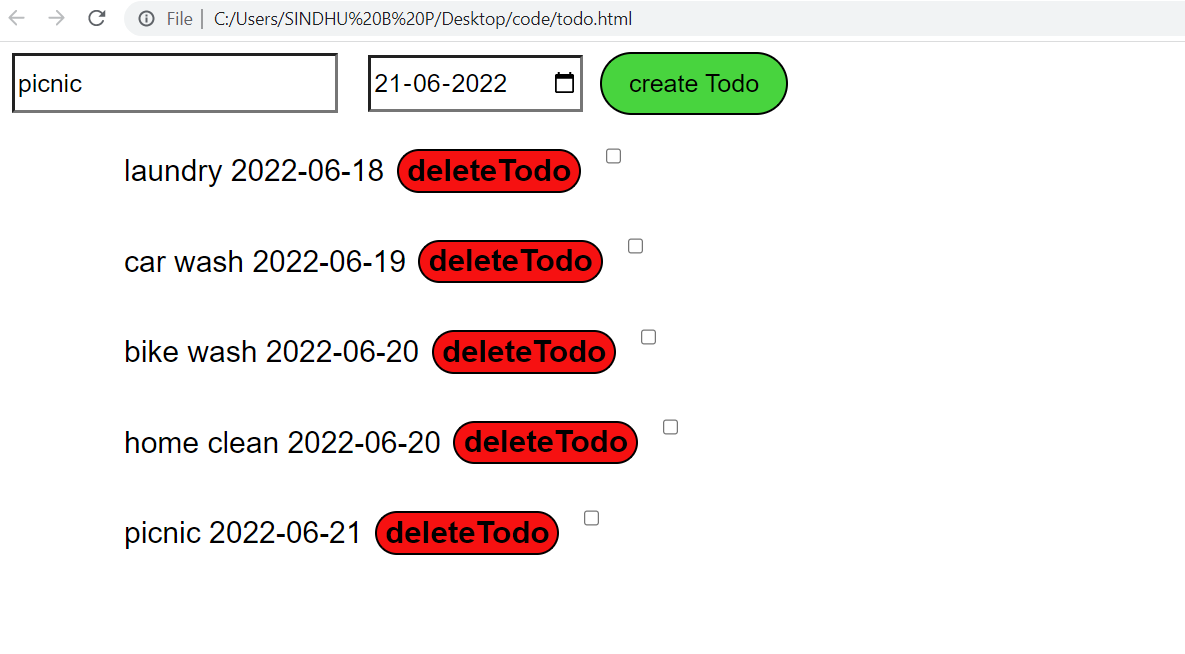 File | C:/Users/SINDHU%20B%20P/Desktop/code/todo.html
picnic 21-06-2022 create Todo
laundry 2022-06-18 deleteTodo
car wash 2022-06-19 deleteTodo
bike wash 2022-06-20 deleteTodo
home clean 2022-06-20 deleteTodo
picnic 2022-06-21 deleteTodo